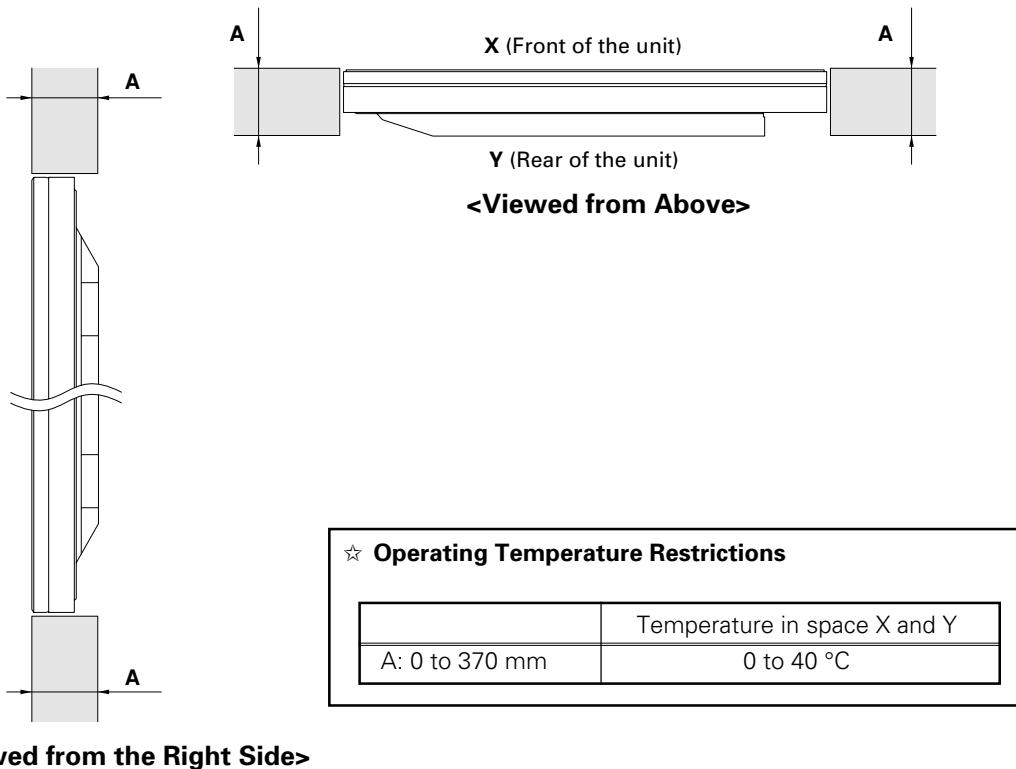 A
A
X (Front of the unit)
A
Y (Rear of the unit)
<Viewed from Above>
☆ Operating Temperature Restrictions
Temperature in space X and Y
A: 0 to 370 mm 0 to 40 °C
A
from the Right Side>